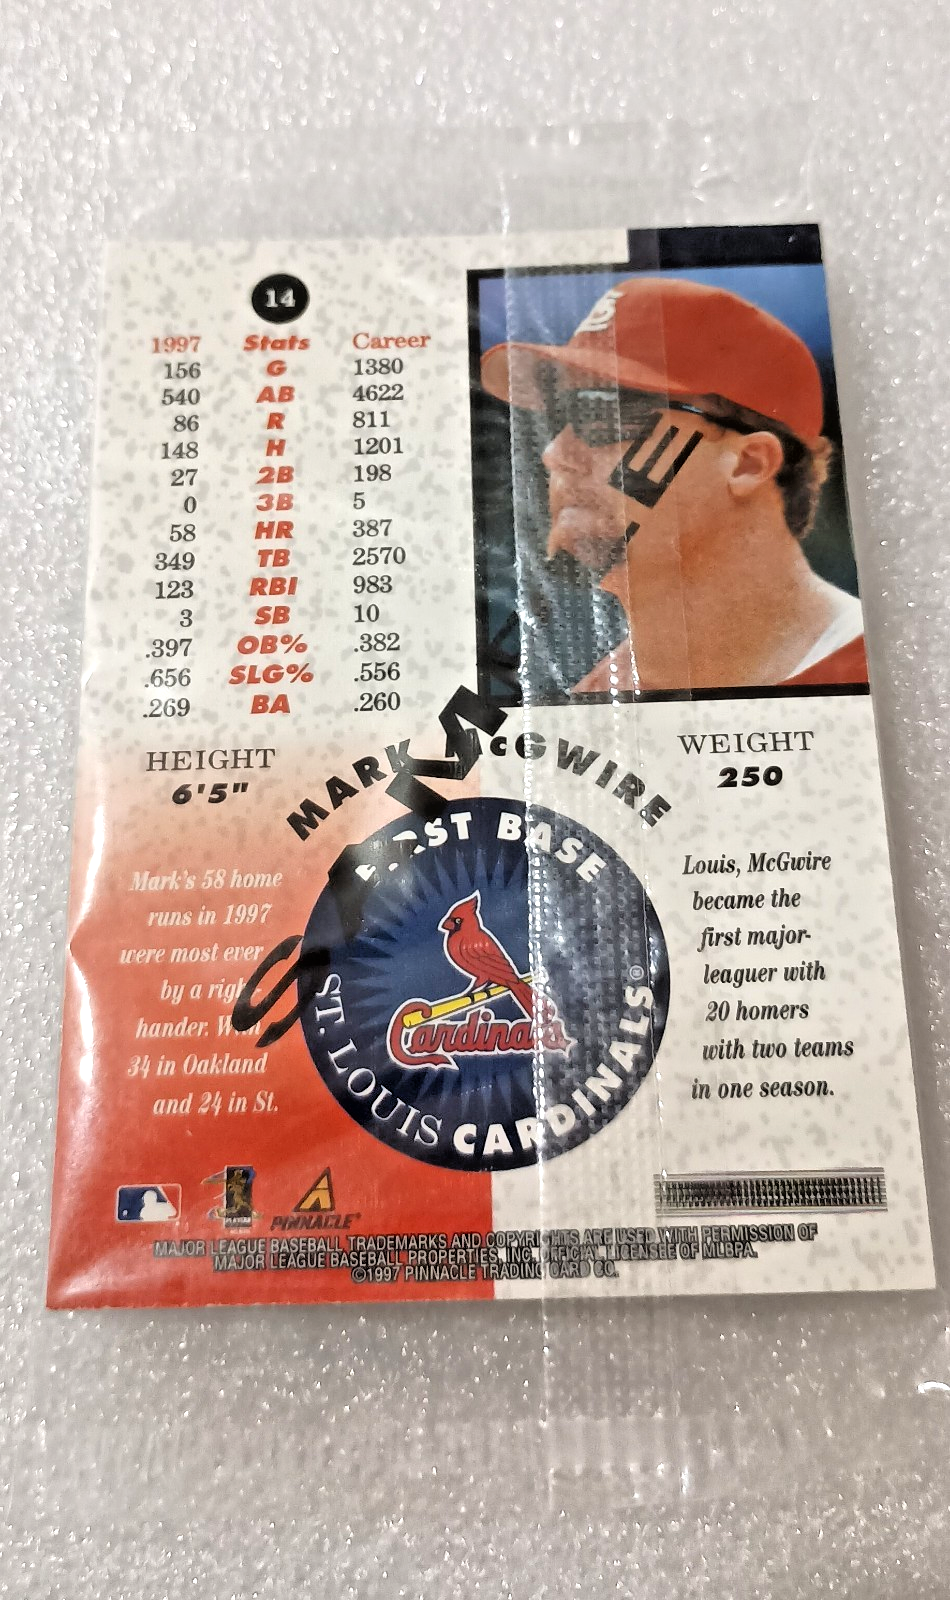 14
1997 Stats Career
156 G 1380
540 AB 4622
86 R 811
148 H 1201
27 2B 198
0 3B 5
58 HR 387
349 TB 2570
123 RBI 983
3 SB 10
.397 OB% .382
.656 SLG% .556
.269 BA .260
HEIGHT
6'5"
WEIGHT
250
MARK McGWIRE
FIRST BASE
ST. LOUIS CARDINALS®
Cardinals
Mark's 58 home
runs in 1997
were most ever
by a right-
hander. With
34 in Oakland
and 24 in St.
Louis, McGwire
became the
first major-
leaguer with
20 homers
with two teams
in one season.
SAMPLE
PINNACLE®
MAJOR LEAGUE BASEBALL TRADEMARKS AND COPYRIGHTS ARE USED WITH PERMISSION OF
MAJOR LEAGUE BASEBALL PROPERTIES, INC. OFFICIAL LICENSEE OF MLBPA.
©1997 PINNACLE TRADING CARD CO.